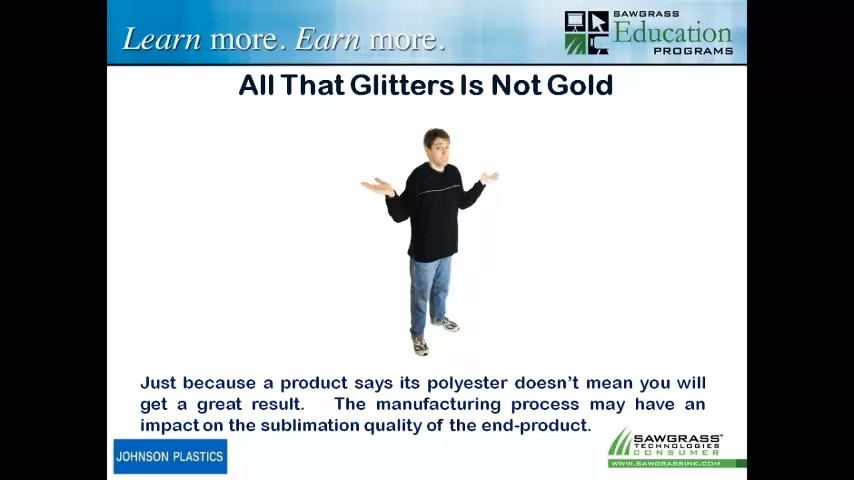 Learn more. Earn more.
SAWGRASS
Education
PROGRAMS
All That Glitters Is Not Gold
Just because a product says its polyester doesn't mean you will
get a great result. The manufacturing process may have an
impact on the sublimation quality of the end-product.
JOHNSON PLASTICS
SAWGRASS
TECHNOLOGIES
CONSUMER
WWW.SAWGRASSINK.COM